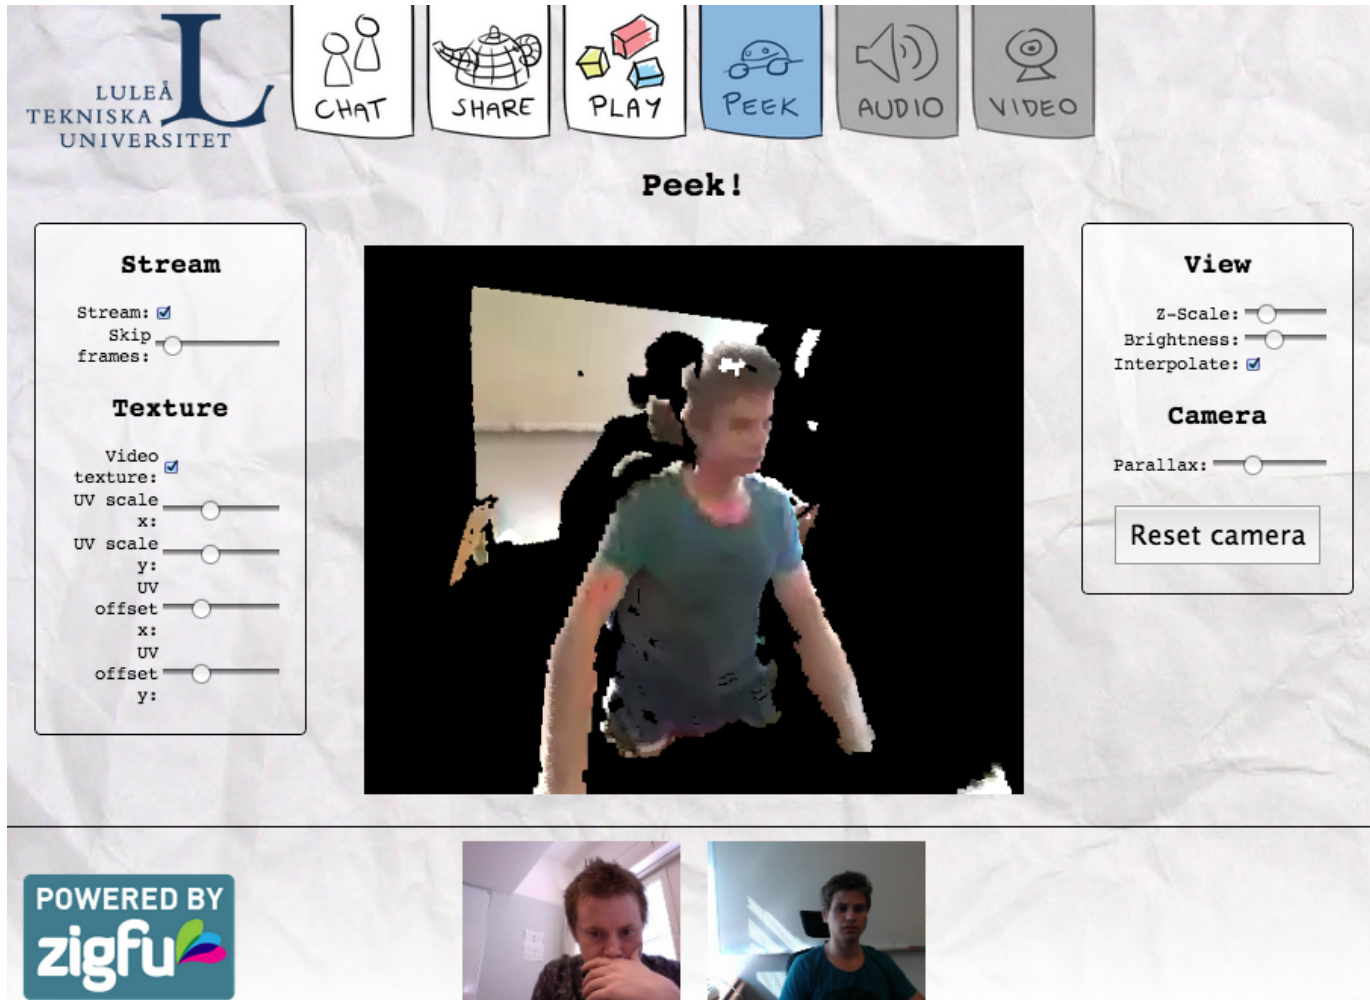 LULEÅ
TEKNISKA
UNIVERSITET
L
CHAT
SHARE
PLAY
PEEK
AUDIO
VIDEO
Peek!
Stream
Stream:
Skip
frames:
Texture
Video
texture:
UV scale
x:
UV scale
y:
UV
offset
x:
UV
offset
y:
View
Z-Scale:
Brightness:
Interpolate:
Camera
Parallax:
Reset camera
POWERED BY
zigfu